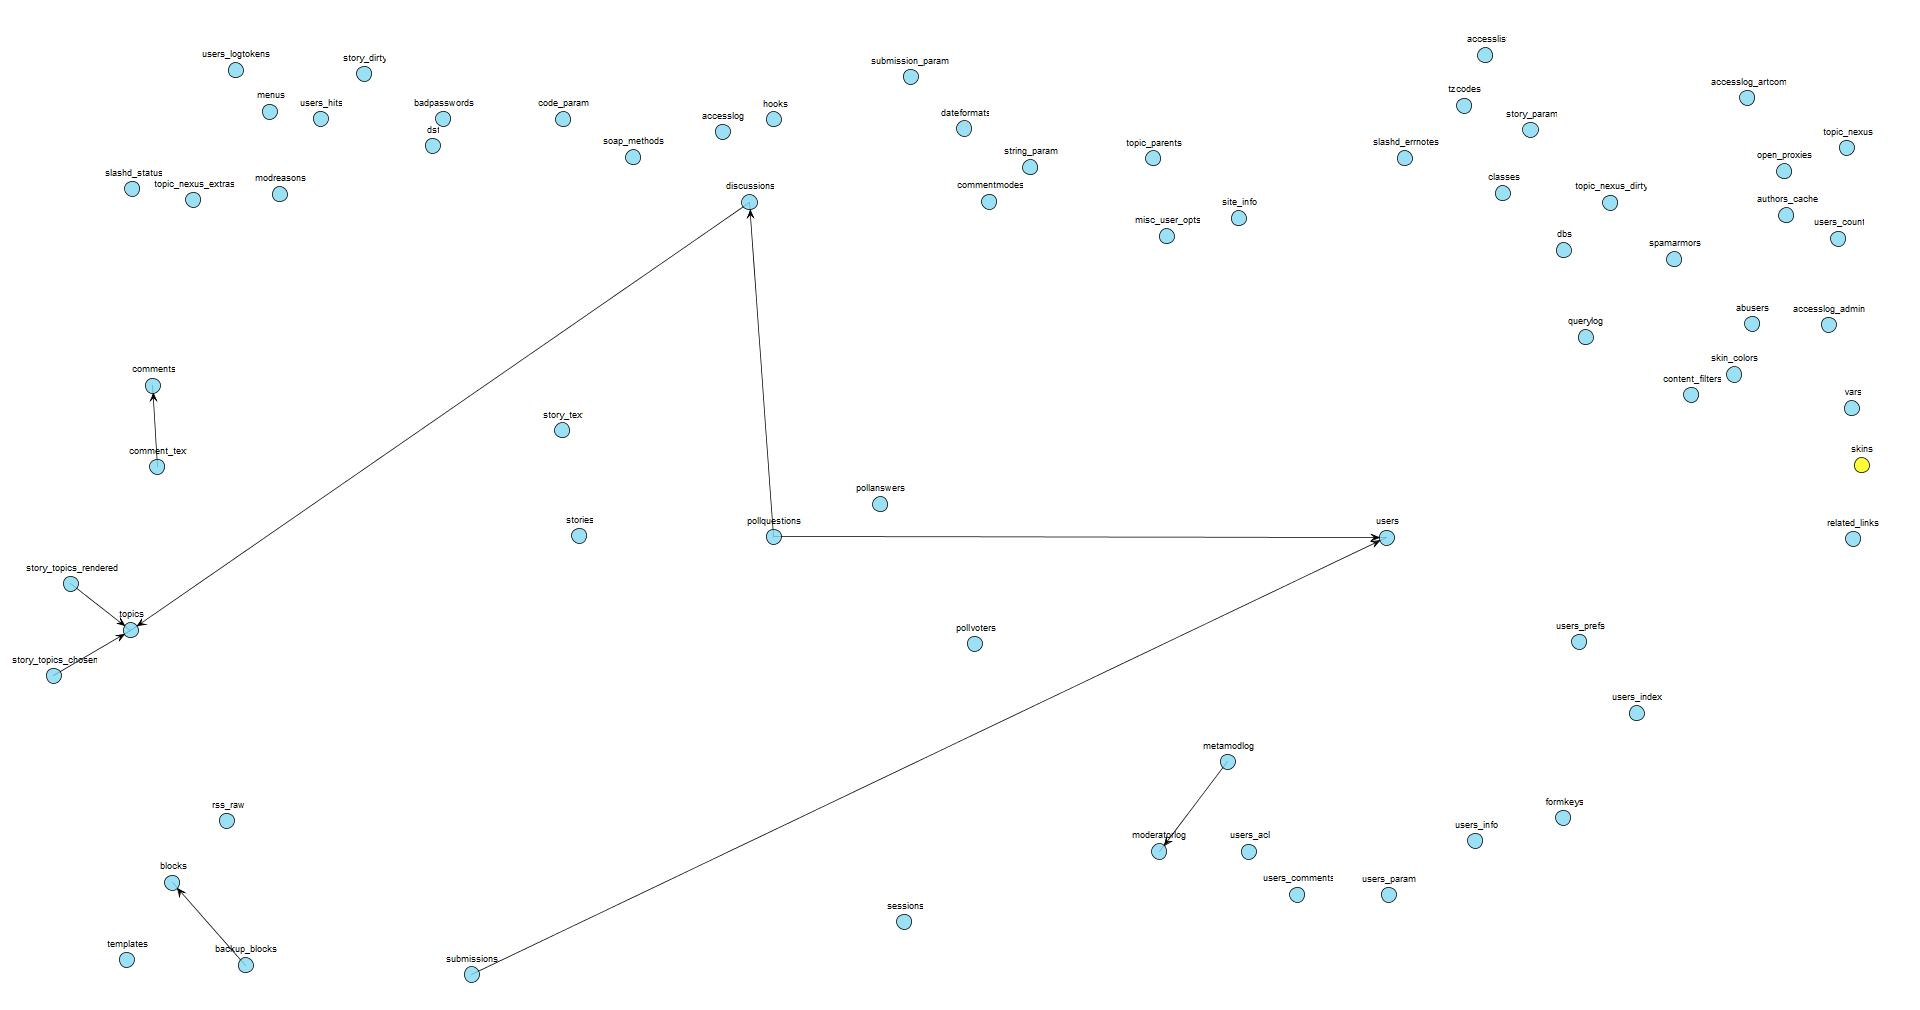 accesslis
users_logtokens
story_dirty
submission_param
accesslog_artcom
tzcodes
menus
users_hits
badpasswords
code_param
hooks
dateformats
story_param
accesslog
dst
soap_methods
topic_parents
slashd_errnotes
topic_nexus
string_param
open_proxies
slashd_status
topic_nexus_extras
modreasons
discussions
commentmodes
classes
topic_nexus_dirty
site_info
authors_cache
misc_user_opts
users_count
dbs
spamarmors
abusers
accesslog_admin
querylog
skin_colors
comments
content_filters
vars
story_tex
comment_tex
skins
pollanswers
stories
pollquestions
users
related_links
story_topics_rendered
topics
pollvoters
users_prefs
story_topics_chosen
users_index
metamodlog
rss_raw
formkeys
moderatorlog
users_acl
users_info
blocks
users_comments
users_param
sessions
templates
backup_blocks
submissions